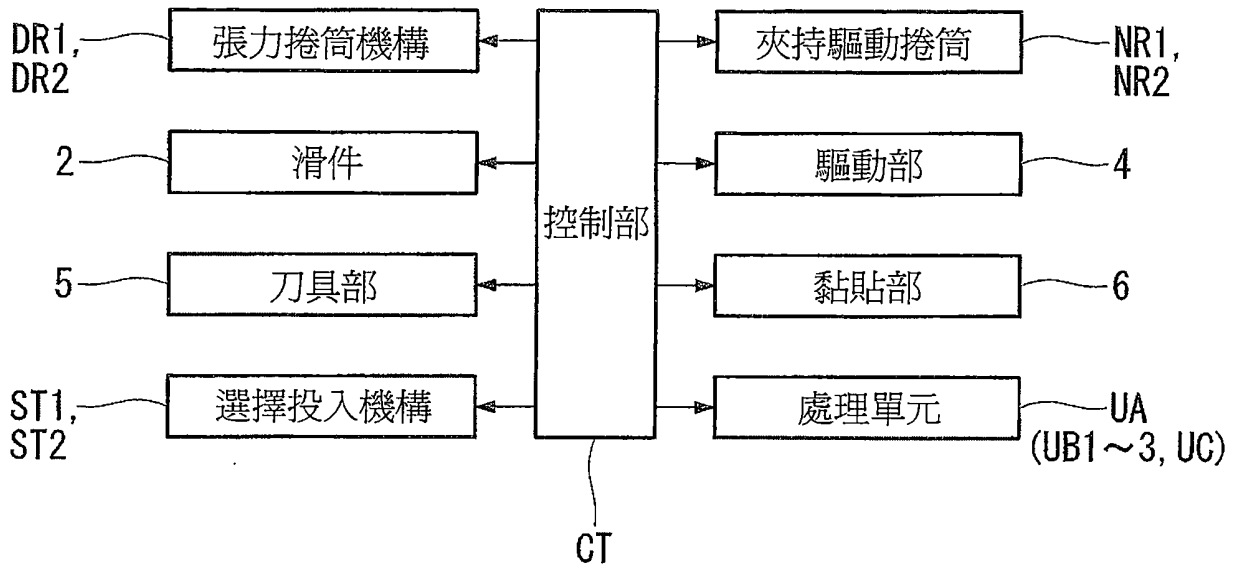 DR1,
DR2
張力捲筒機構
夾持驅動捲筒
NR1,
NR2
2
滑件
驅動部
4
控制部
5
刀具部
黏貼部
6
ST1,
ST2
選擇投入機構
處理單元
UA
(UB1～3, UC)
CT